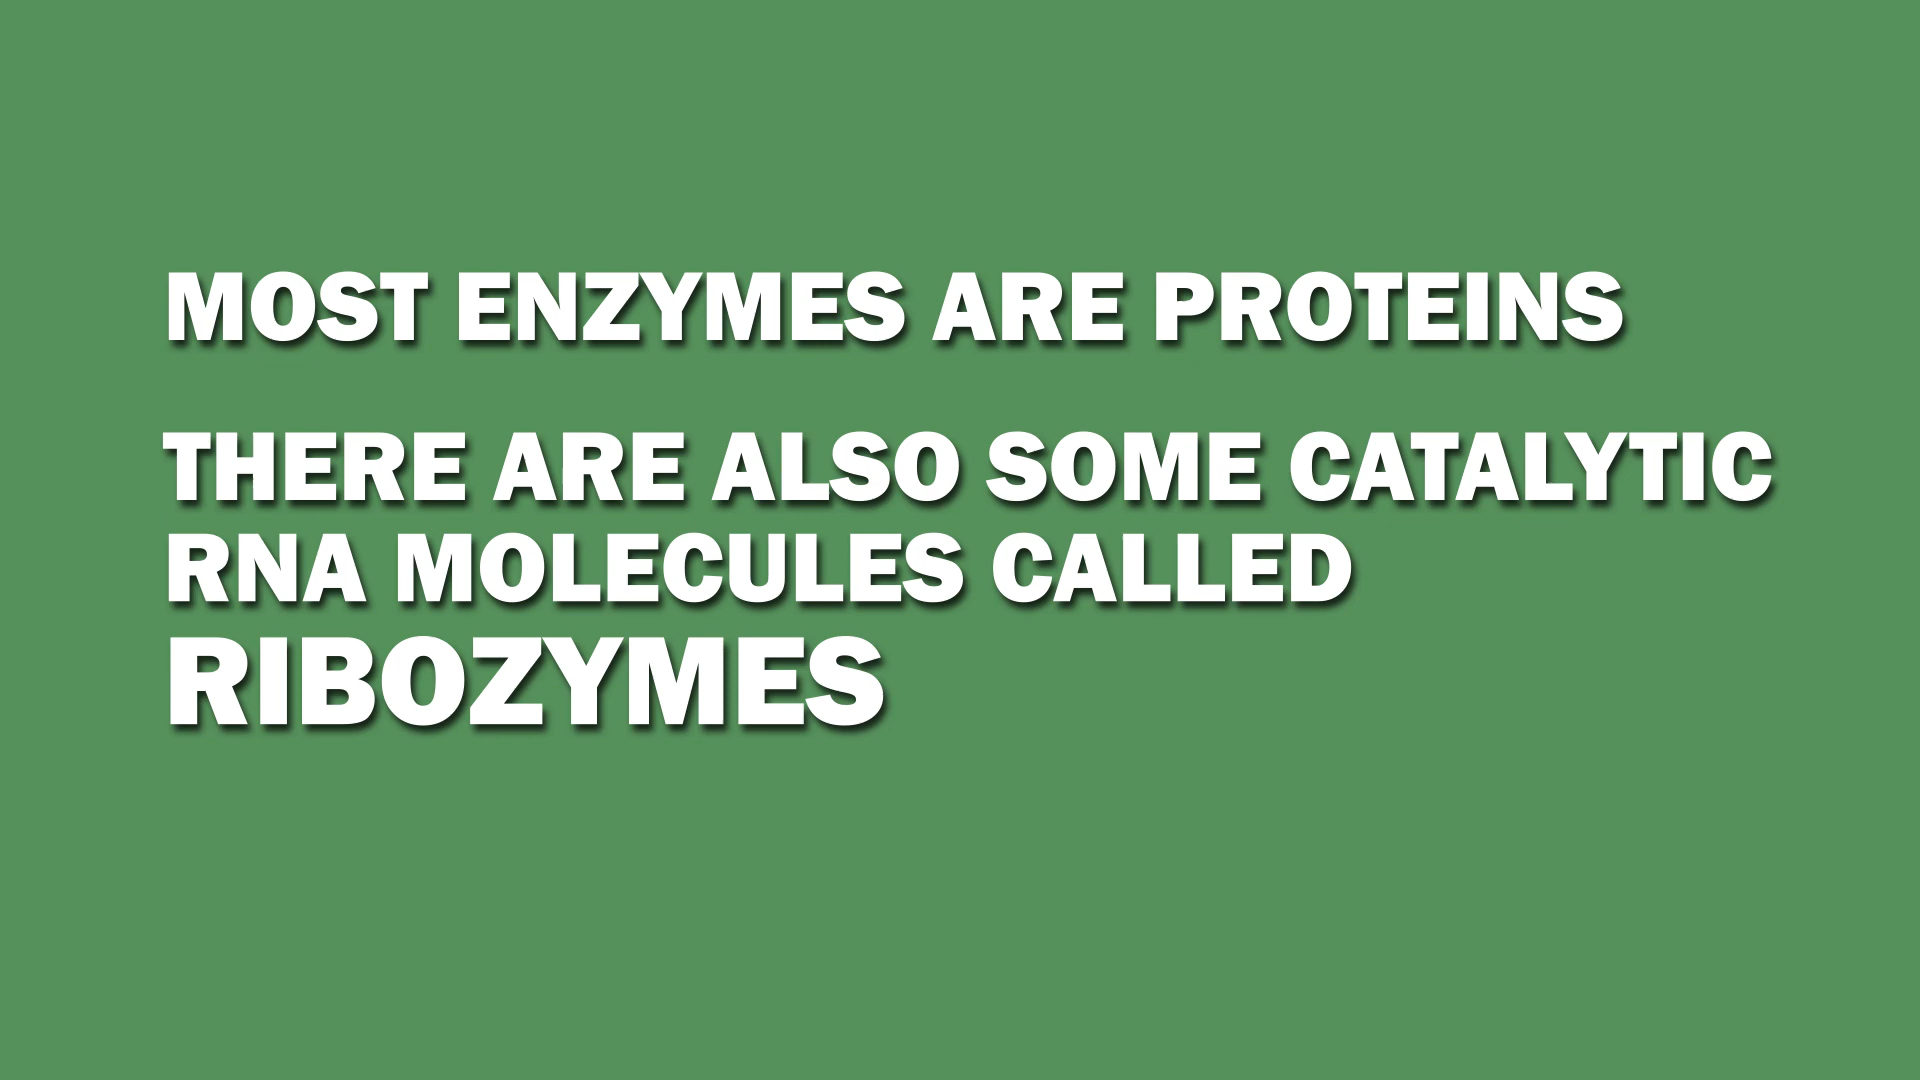 MOST ENZYMES ARE PROTEINS
THERE ARE ALSO SOME CATALYTIC
RNA MOLECULES CALLED
RIBOZYMES